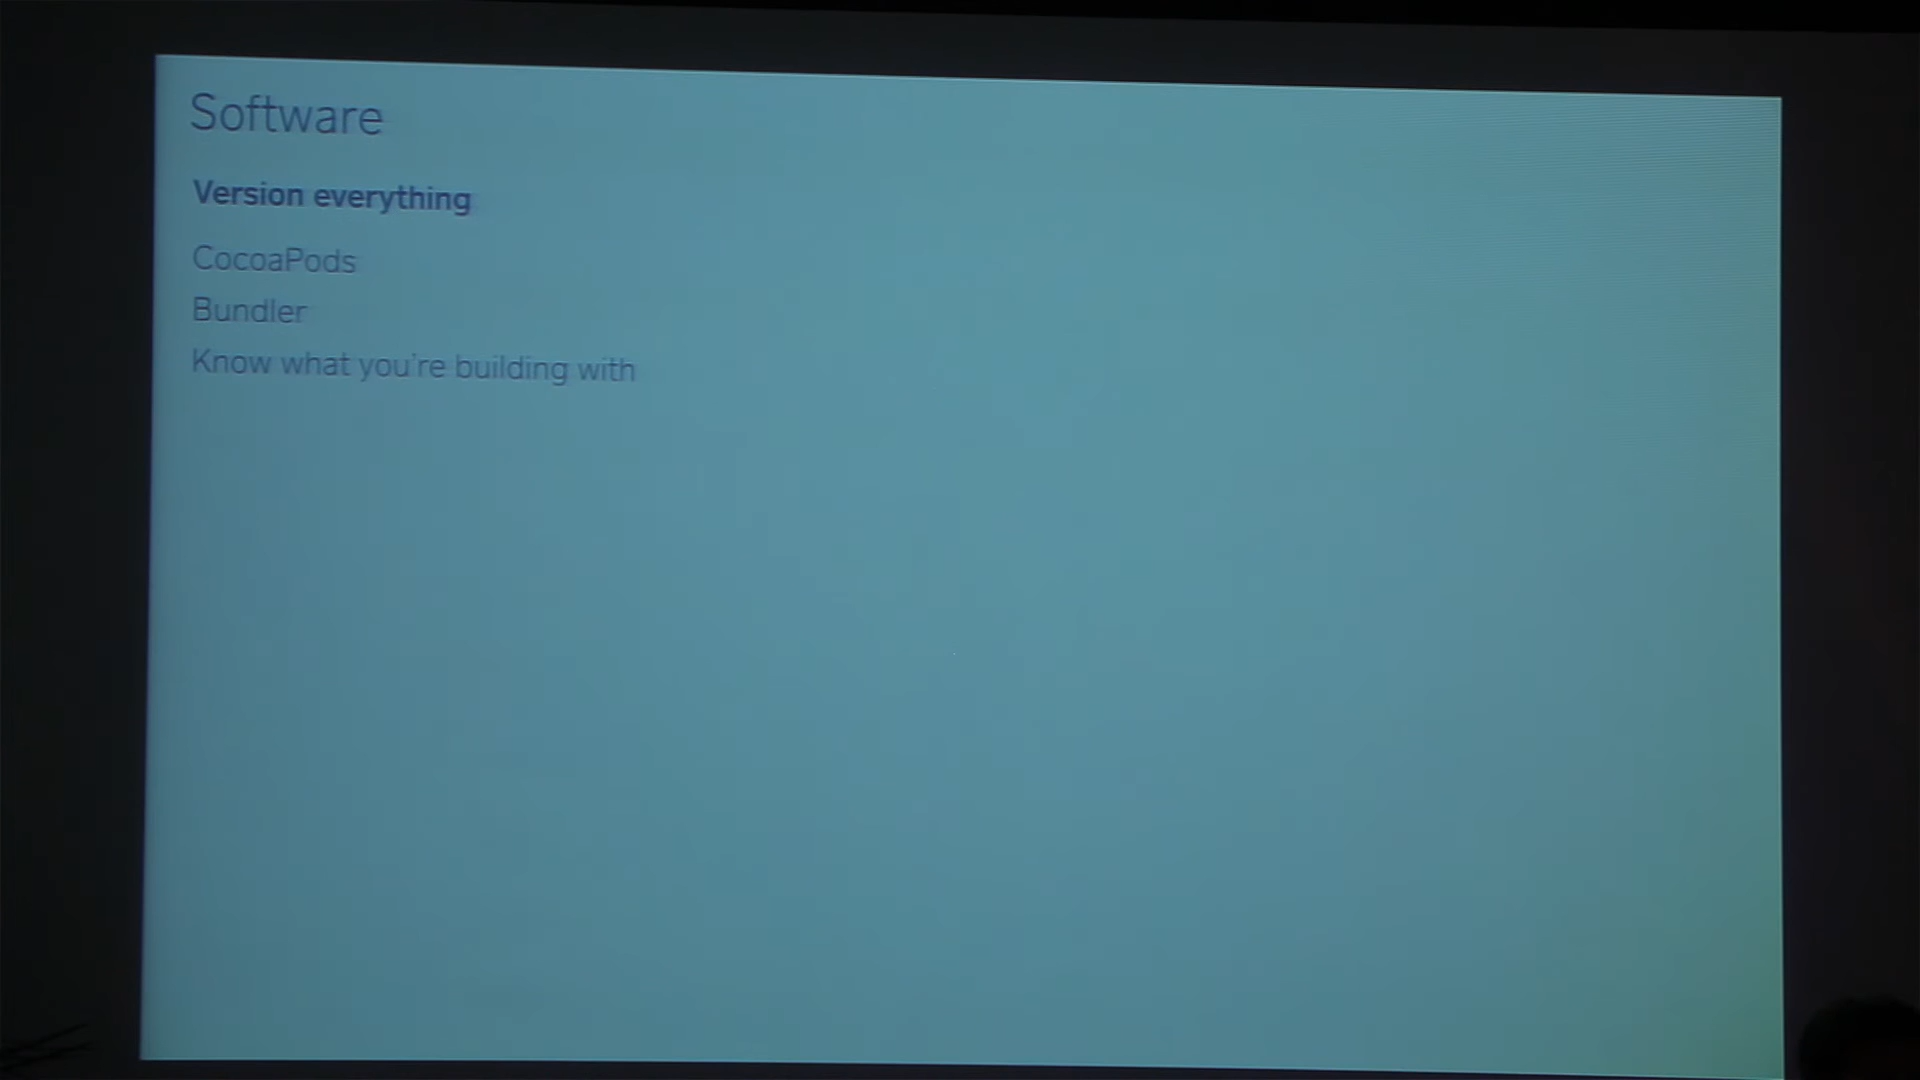 Software
Version everything
CocoaPods
Bundler
Know what you're building with